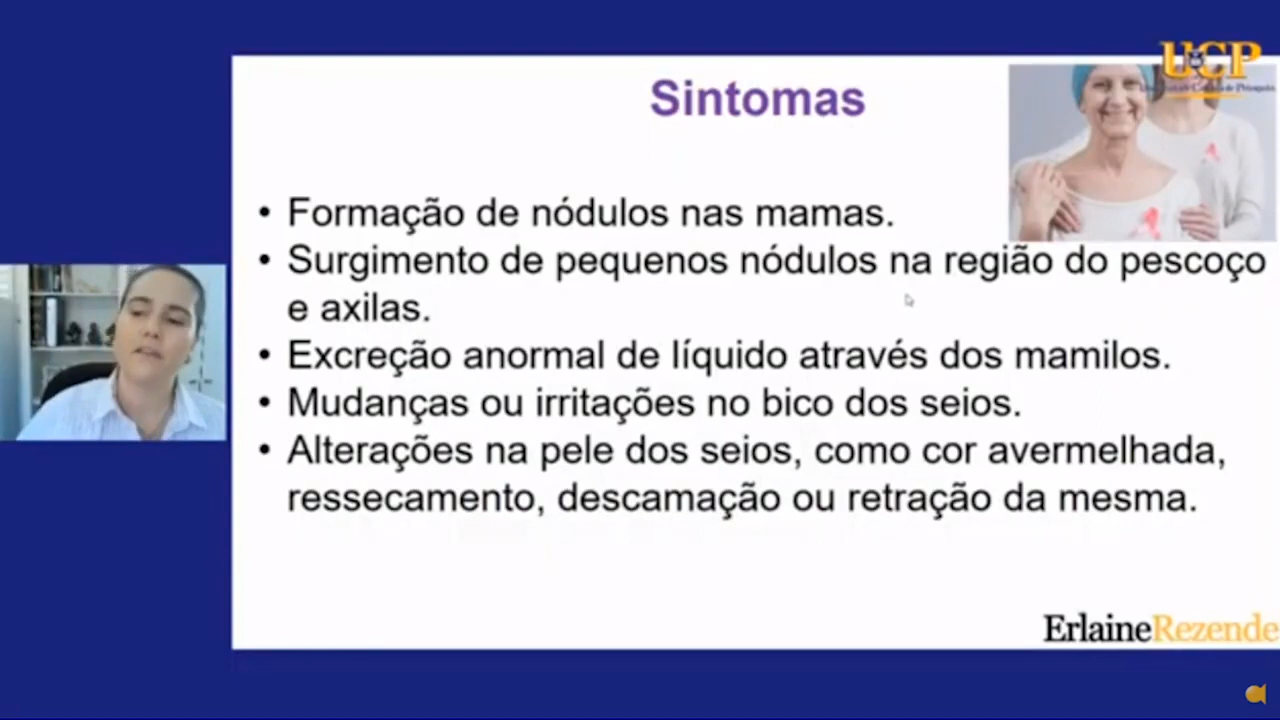 UCP
Sintomas
• Formação de nódulos nas mamas.
• Surgimento de pequenos nódulos na região do pescoço
e axilas.
• Excreção anormal de líquido através dos mamilos.
• Mudanças ou irritações no bico dos seios.
• Alterações na pele dos seios, como cor avermelhada,
ressecamento, descamação ou retração da mesma.
ErlaineRezende